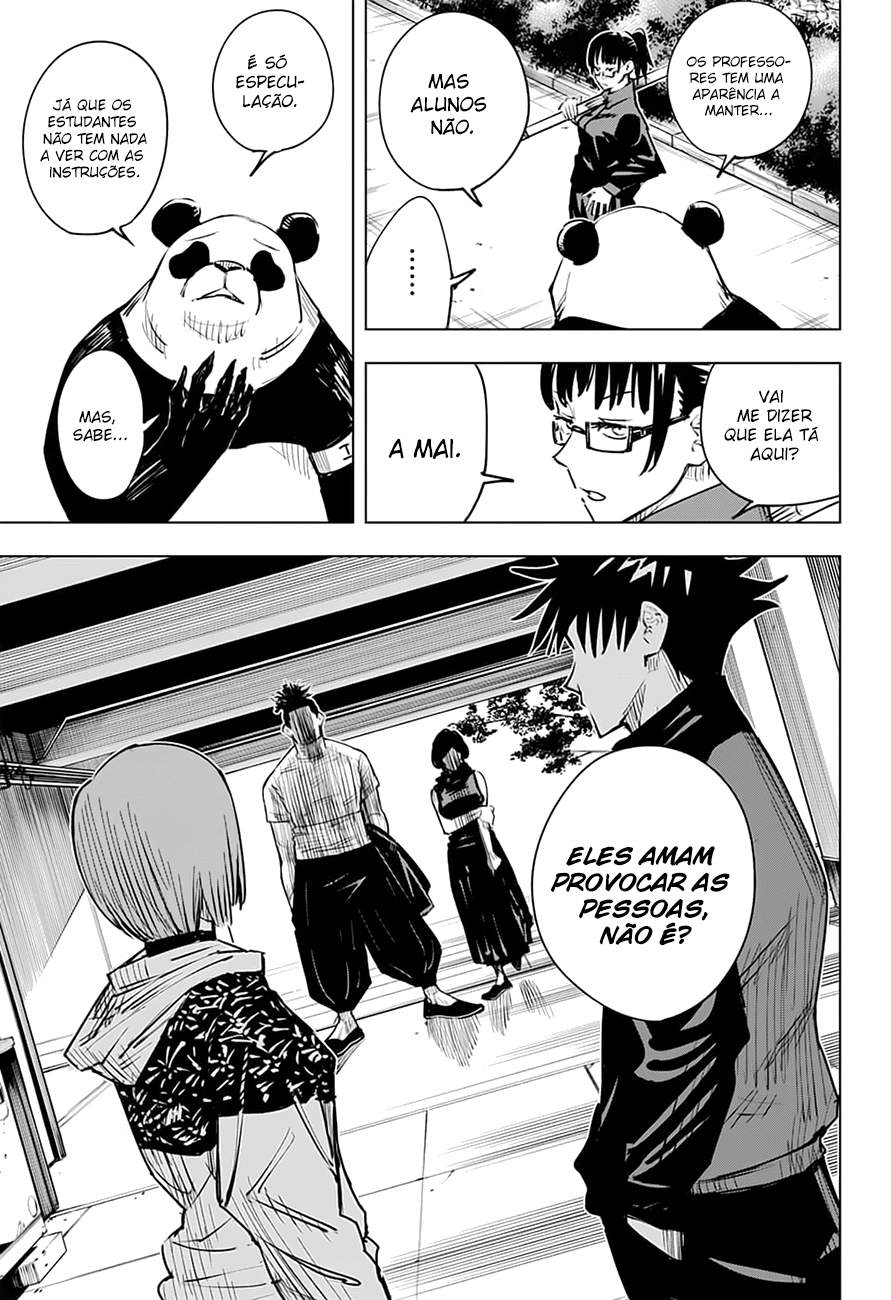 OS PROFESSO-
RES TEM UMA
APARÊNCIA A
MANTER...
MAS
ALUNOS
NÃO.
......
É SÓ
ESPECU-
LAÇÃO.
JÁ QUE OS
ESTUDANTES
NÃO TEM NADA
A VER COM AS
INSTRUÇÕES.
MAS,
SABE...
VAI
ME DIZER
QUE ELA TÁ
AQUI?
A MAI.
ELES AMAM
PROVOCAR AS
PESSOAS,
NÃO É?